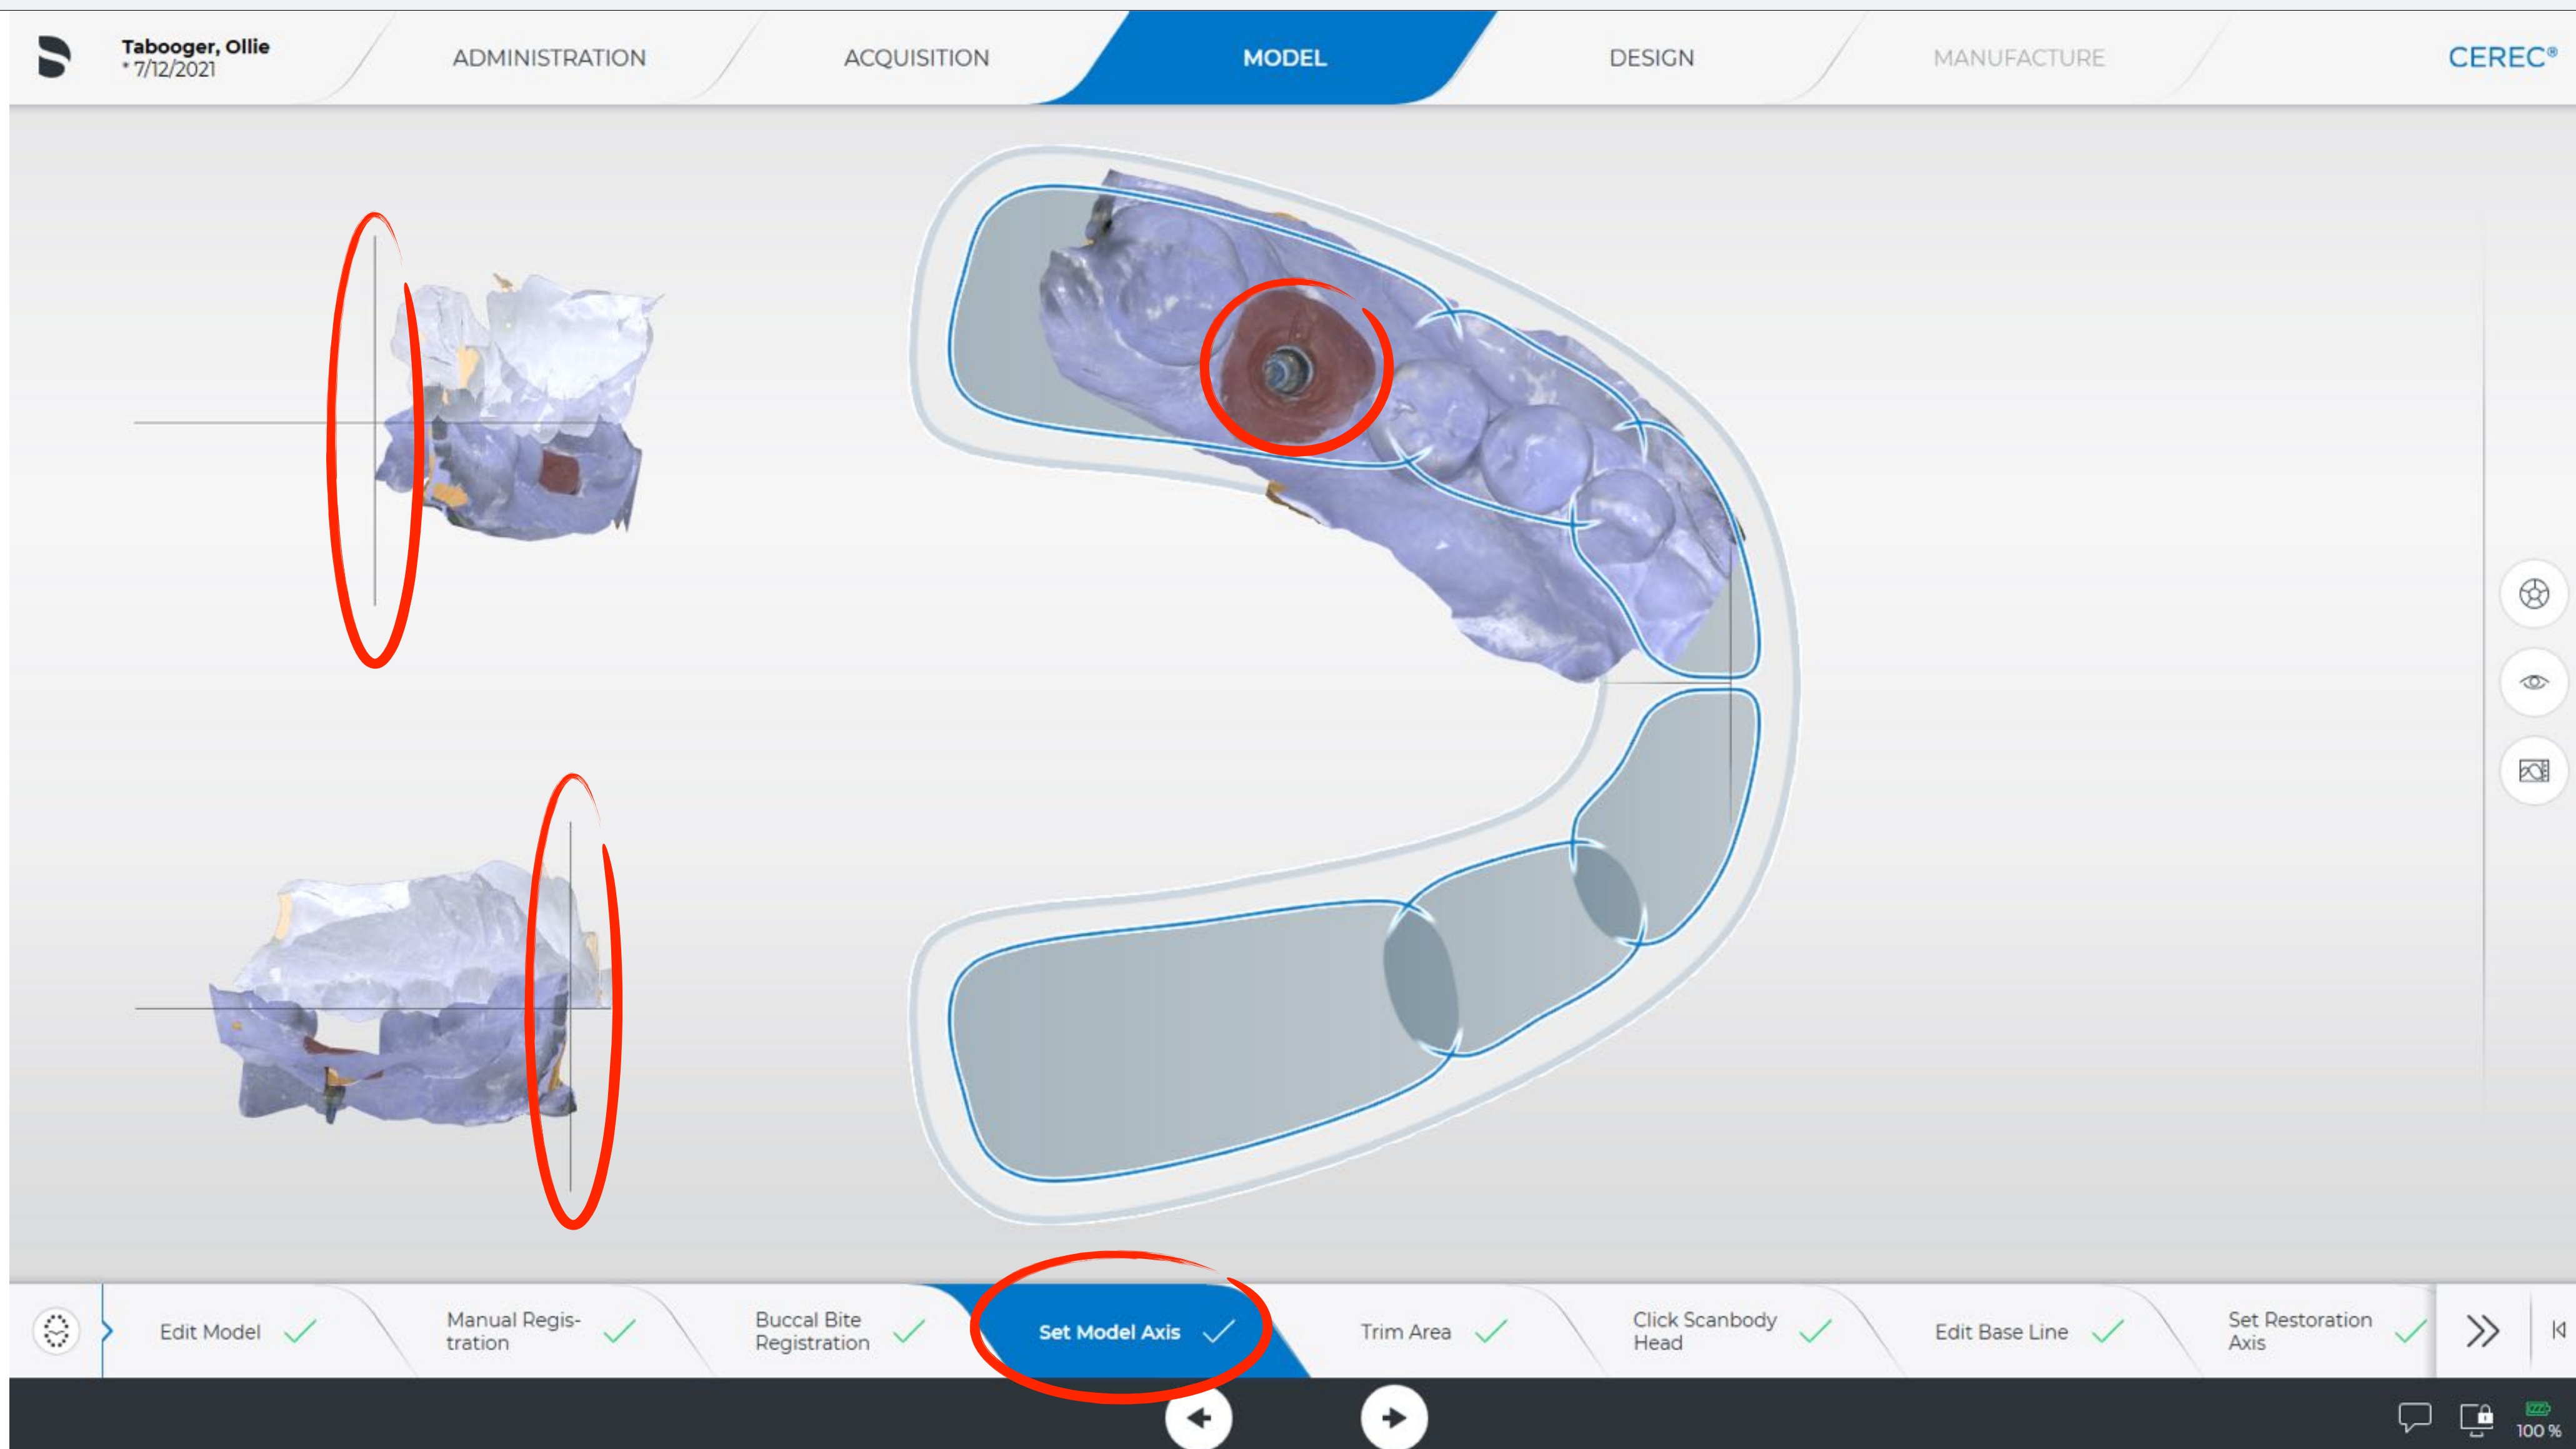 Tabooger, Ollie
* 7/12/2021
ADMINISTRATION
ACQUISITION
MODEL
DESIGN
MANUFACTURE
CEREC®
Edit Model
Manual Regis-
tration
Buccal Bite
Registration
Set Model Axis
Trim Area
Click Scanbody
Head
Edit Base Line
Set Restoration
Axis
100 %